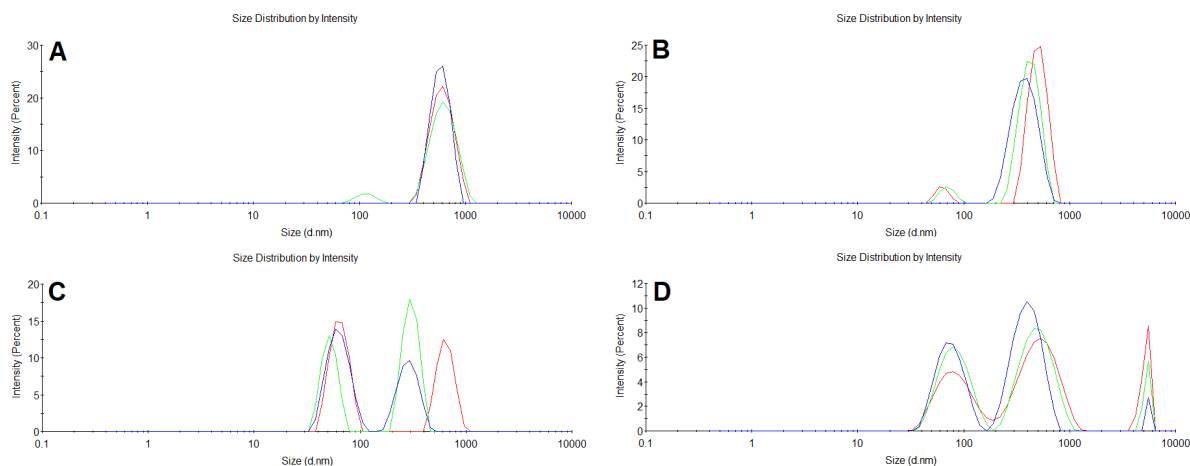 Size Distribution by Intensity
A
30
20
10
0
Intensity (Percent)
0.1 1 10 100 1000 10000
Size (d.nm)
Size Distribution by Intensity
B
25
20
15
10
5
0
Intensity (Percent)
0.1 1 10 100 1000 10000
Size (d.nm)
Size Distribution by Intensity
C
20
15
10
5
0
Intensity (Percent)
0.1 1 10 100 1000 10000
Size (d.nm)
Size Distribution by Intensity
D
12
10
8
6
4
2
0
Intensity (Percent)
0.1 1 10 100 1000 10000
Size (d.nm)